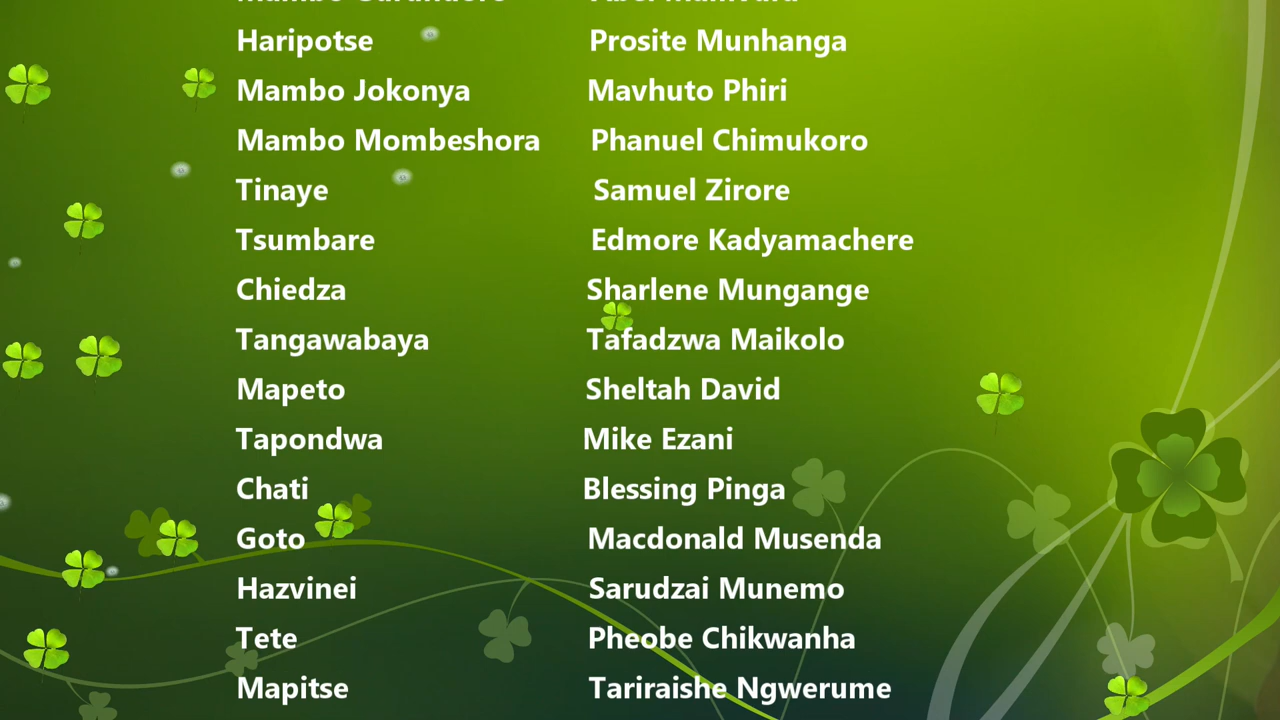 Haripotse Prosite Munhanga
Mambo Jokonya Mavhuto Phiri
Mambo Mombeshora Phanuel Chimukoro
Tinaye Samuel Zirore
Tsumbare Edmore Kadyamachere
Chiedza Sharlene Mungange
Tangawabaya Tafadzwa Maikolo
Mapeto Sheltah David
Tapondwa Mike Ezani
Chati Blessing Pinga
Goto Macdonald Musenda
Hazvinei Sarudzai Munemo
Tete Pheobe Chikwanha
Mapitse Tariraishe Ngwerume